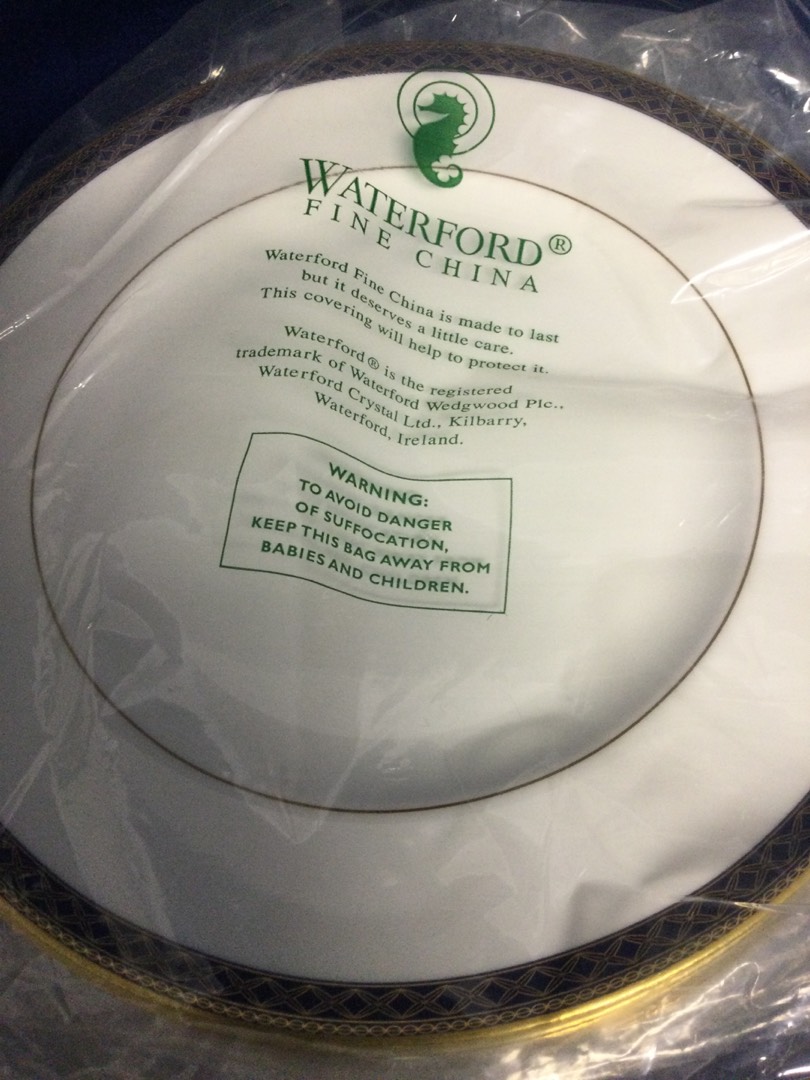 WATERFORD®
FINE CHINA
Waterford Fine China is made to last
but it deserves a little care.
This covering will help to protect it.
Waterford® is the registered
trademark of Waterford Wedgwood Plc.,
Waterford Crystal Ltd., Kilbarry,
Waterford, Ireland.
WARNING:
TO AVOID DANGER
OF SUFFOCATION,
KEEP THIS BAG AWAY FROM
BABIES AND CHILDREN.